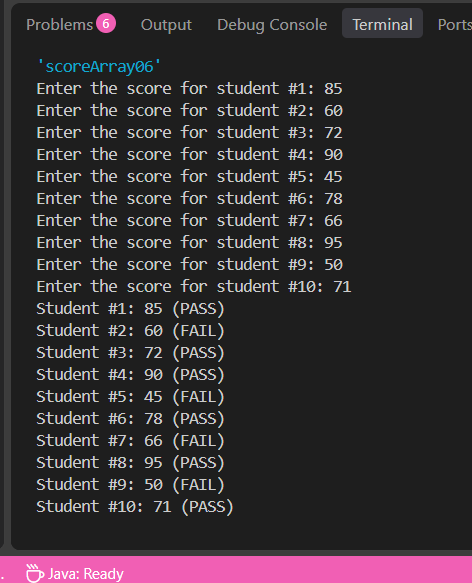 Problems 6 Output Debug Console Terminal Ports
'scoreArray06'
Enter the score for student #1: 85
Enter the score for student #2: 60
Enter the score for student #3: 72
Enter the score for student #4: 90
Enter the score for student #5: 45
Enter the score for student #6: 78
Enter the score for student #7: 66
Enter the score for student #8: 95
Enter the score for student #9: 50
Enter the score for student #10: 71
Student #1: 85 (PASS)
Student #2: 60 (FAIL)
Student #3: 72 (PASS)
Student #4: 90 (PASS)
Student #5: 45 (FAIL)
Student #6: 78 (PASS)
Student #7: 66 (FAIL)
Student #8: 95 (PASS)
Student #9: 50 (FAIL)
Student #10: 71 (PASS)
Java: Ready